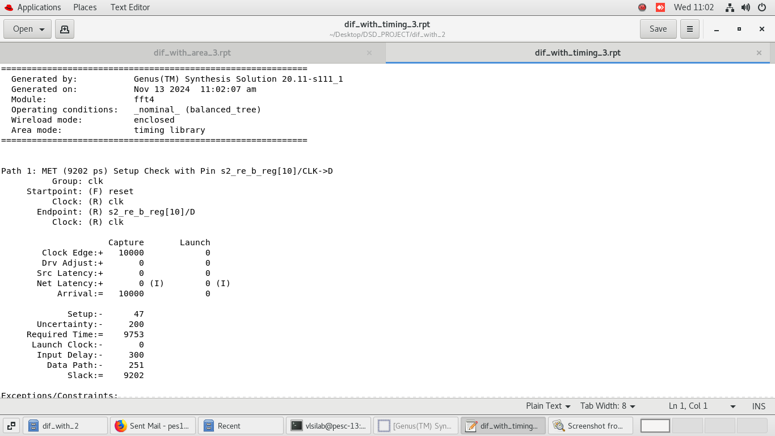 Applications Places Text Editor Wed 11:02
Open dif_with_timing_3.rpt Save
~/Desktop/DSD_PROJECT/dif_with_2
dif_with_area_3.rpt dif_with_timing_3.rpt
============================================================
Generated by: Genus(TM) Synthesis Solution 20.11-s111_1
Generated on: Nov 13 2024 11:02:07 am
Module: fft4
Operating conditions: _nominal_ (balanced_tree)
Wireload mode: enclosed
Area mode: timing library
============================================================
Path 1: MET (9202 ps) Setup Check with Pin s2_re_b_reg[10]/CLK->D
Group: clk
Startpoint: (F) reset
Clock: (R) clk
Endpoint: (R) s2_re_b_reg[10]/D
Clock: (R) clk
Capture Launch
Clock Edge:+ 10000 0
Drv Adjust:+ 0 0
Src Latency:+ 0 0
Net Latency:+ 0 (I) 0 (I)
Arrival:= 10000 0
Setup:- 47
Uncertainty:- 200
Required Time:= 9753
Launch Clock:- 0
Input Delay:- 300
Data Path:- 251
Slack:= 9202
Exceptions/Constraints:
Plain Text Tab Width: 8 Ln 1, Col 1 INS
dif_with_2 Sent Mail - pes1... Recent vlsilab@pesc-13:... [Genus(TM) Syn... dif_with_timing... Screenshot fro...